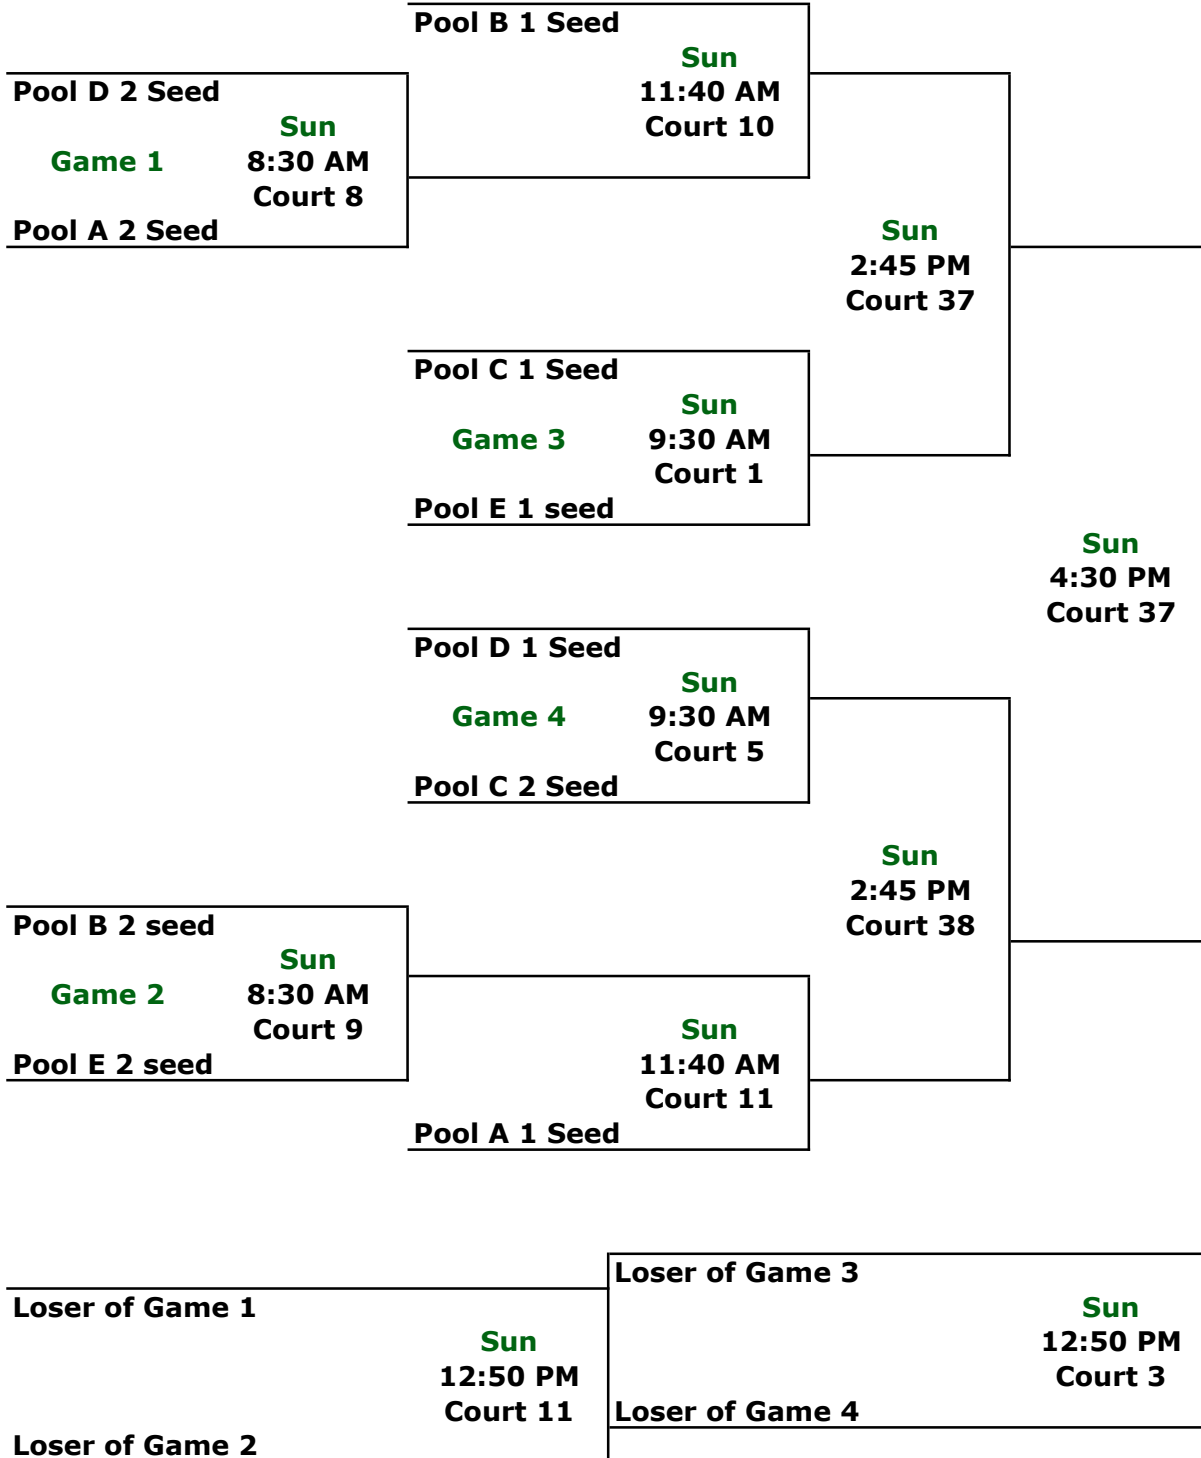 Pool B 1 Seed
Sun
11:40 AM
Court 10
Pool D 2 Seed
Sun
Game 1
8:30 AM
Court 8
Pool A 2 Seed
Sun
2:45 PM
Court 37
Pool C 1 Seed
Sun
Game 3
9:30 AM
Court 1
Pool E 1 seed
Sun
4:30 PM
Court 37
Pool D 1 Seed
Sun
Game 4
9:30 AM
Court 5
Pool C 2 Seed
Sun
2:45 PM
Court 38
Pool B 2 seed
Sun
Game 2
8:30 AM
Court 9
Pool E 2 seed
Sun
11:40 AM
Court 11
Pool A 1 Seed
Loser of Game 1
Sun
12:50 PM
Court 11
Loser of Game 2
Loser of Game 3
Sun
12:50 PM
Court 3
Loser of Game 4